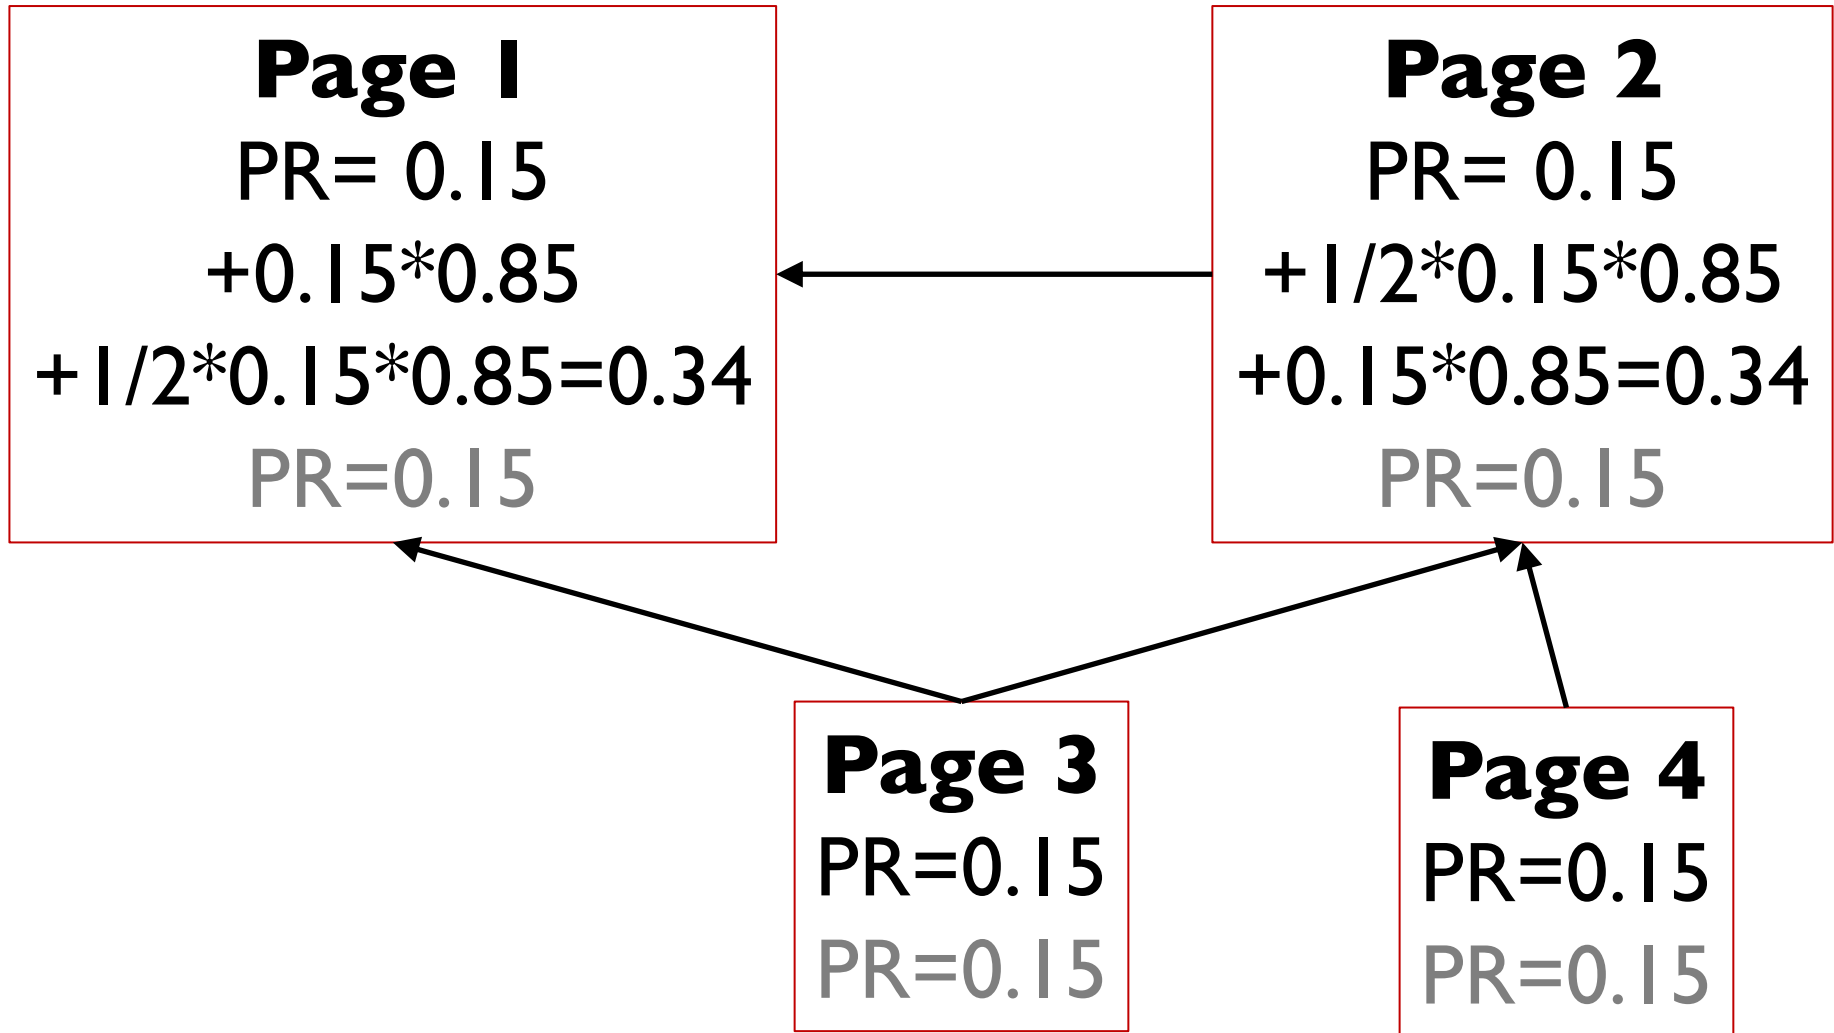 Page 1
PR= 0.15
+0.15*0.85
+1/2*0.15*0.85=0.34
PR=0.15
Page 2
PR= 0.15
+1/2*0.15*0.85
+0.15*0.85=0.34
PR=0.15
Page 3
PR=0.15
PR=0.15
Page 4
PR=0.15
PR=0.15